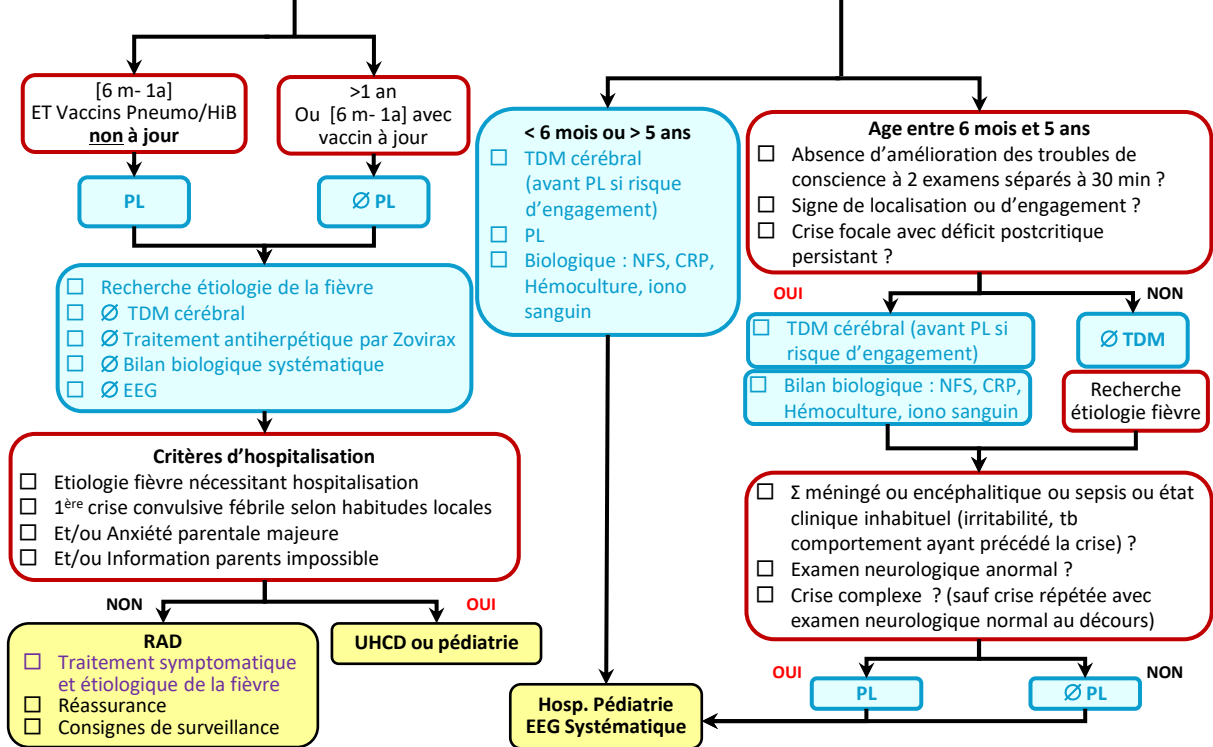 [6 m- 1a]
ET Vaccins Pneumo/HiB
non à jour
>1 an
Ou [6 m- 1a] avec
vaccin à jour
PL
∅ PL
☐ Recherche étiologie de la fièvre
☐ ∅ TDM cérébral
☐ ∅ Traitement antiherpétique par Zovirax
☐ ∅ Bilan biologique systématique
☐ ∅ EEG
Critères d'hospitalisation
☐ Etiologie fièvre nécessitant hospitalisation
☐ 1ère crise convulsive fébrile selon habitudes locales
☐ Et/ou Anxiété parentale majeure
☐ Et/ou Information parents impossible
NON
OUI
RAD
☐ Traitement symptomatique
et étiologique de la fièvre
☐ Réassurance
☐ Consignes de surveillance
UHCD ou pédiatrie
< 6 mois ou > 5 ans
☐ TDM cérébral
(avant PL si risque
d'engagement)
☐ PL
☐ Biologique : NFS, CRP,
Hémoculture, iono
sanguin
Age entre 6 mois et 5 ans
☐ Absence d'amélioration des troubles de
conscience à 2 examens séparés à 30 min ?
☐ Signe de localisation ou d'engagement ?
☐ Crise focale avec déficit postcritique
persistant ?
OUI
NON
☐ TDM cérébral (avant PL si
risque d'engagement)
☐ Bilan biologique : NFS, CRP,
Hémoculture, iono sanguin
∅ TDM
Recherche
étiologie fièvre
☐ Σ méningé ou encéphalitique ou sepsis ou état
clinique inhabituel (irritabilité, tb
comportement ayant précédé la crise) ?
☐ Examen neurologique anormal ?
☐ Crise complexe ? (sauf crise répétée avec
examen neurologique normal au décours)
OUI
NON
PL
∅ PL
Hosp. Pédiatrie
EEG Systématique